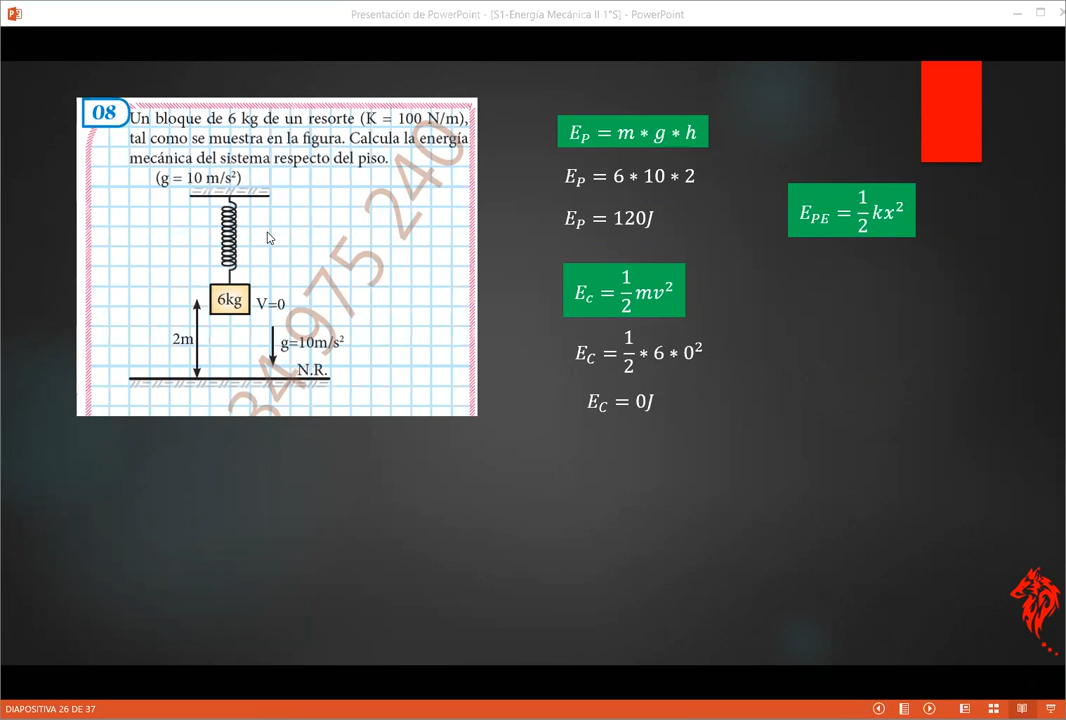 Presentación de PowerPoint - [S1-Energía Mecánica II 1°S] - PowerPoint
08
Un bloque de 6 kg de un resorte (K = 100 N/m),
tal como se muestra en la figura. Calcula la energía
mecánica del sistema respecto del piso.
(g = 10 m/s²)
6kg
V=0
2m
g=10m/s²
N.R.
34 975 240
E_P = m ∗ g ∗ h
E_P = 6 ∗ 10 ∗ 2
E_P = 120J
E_c = 1/2 mv²
E_C = 1/2 ∗ 6 ∗ 0²
E_C = 0J
E_PE = 1/2 kx²
DIAPOSITIVA 26 DE 37